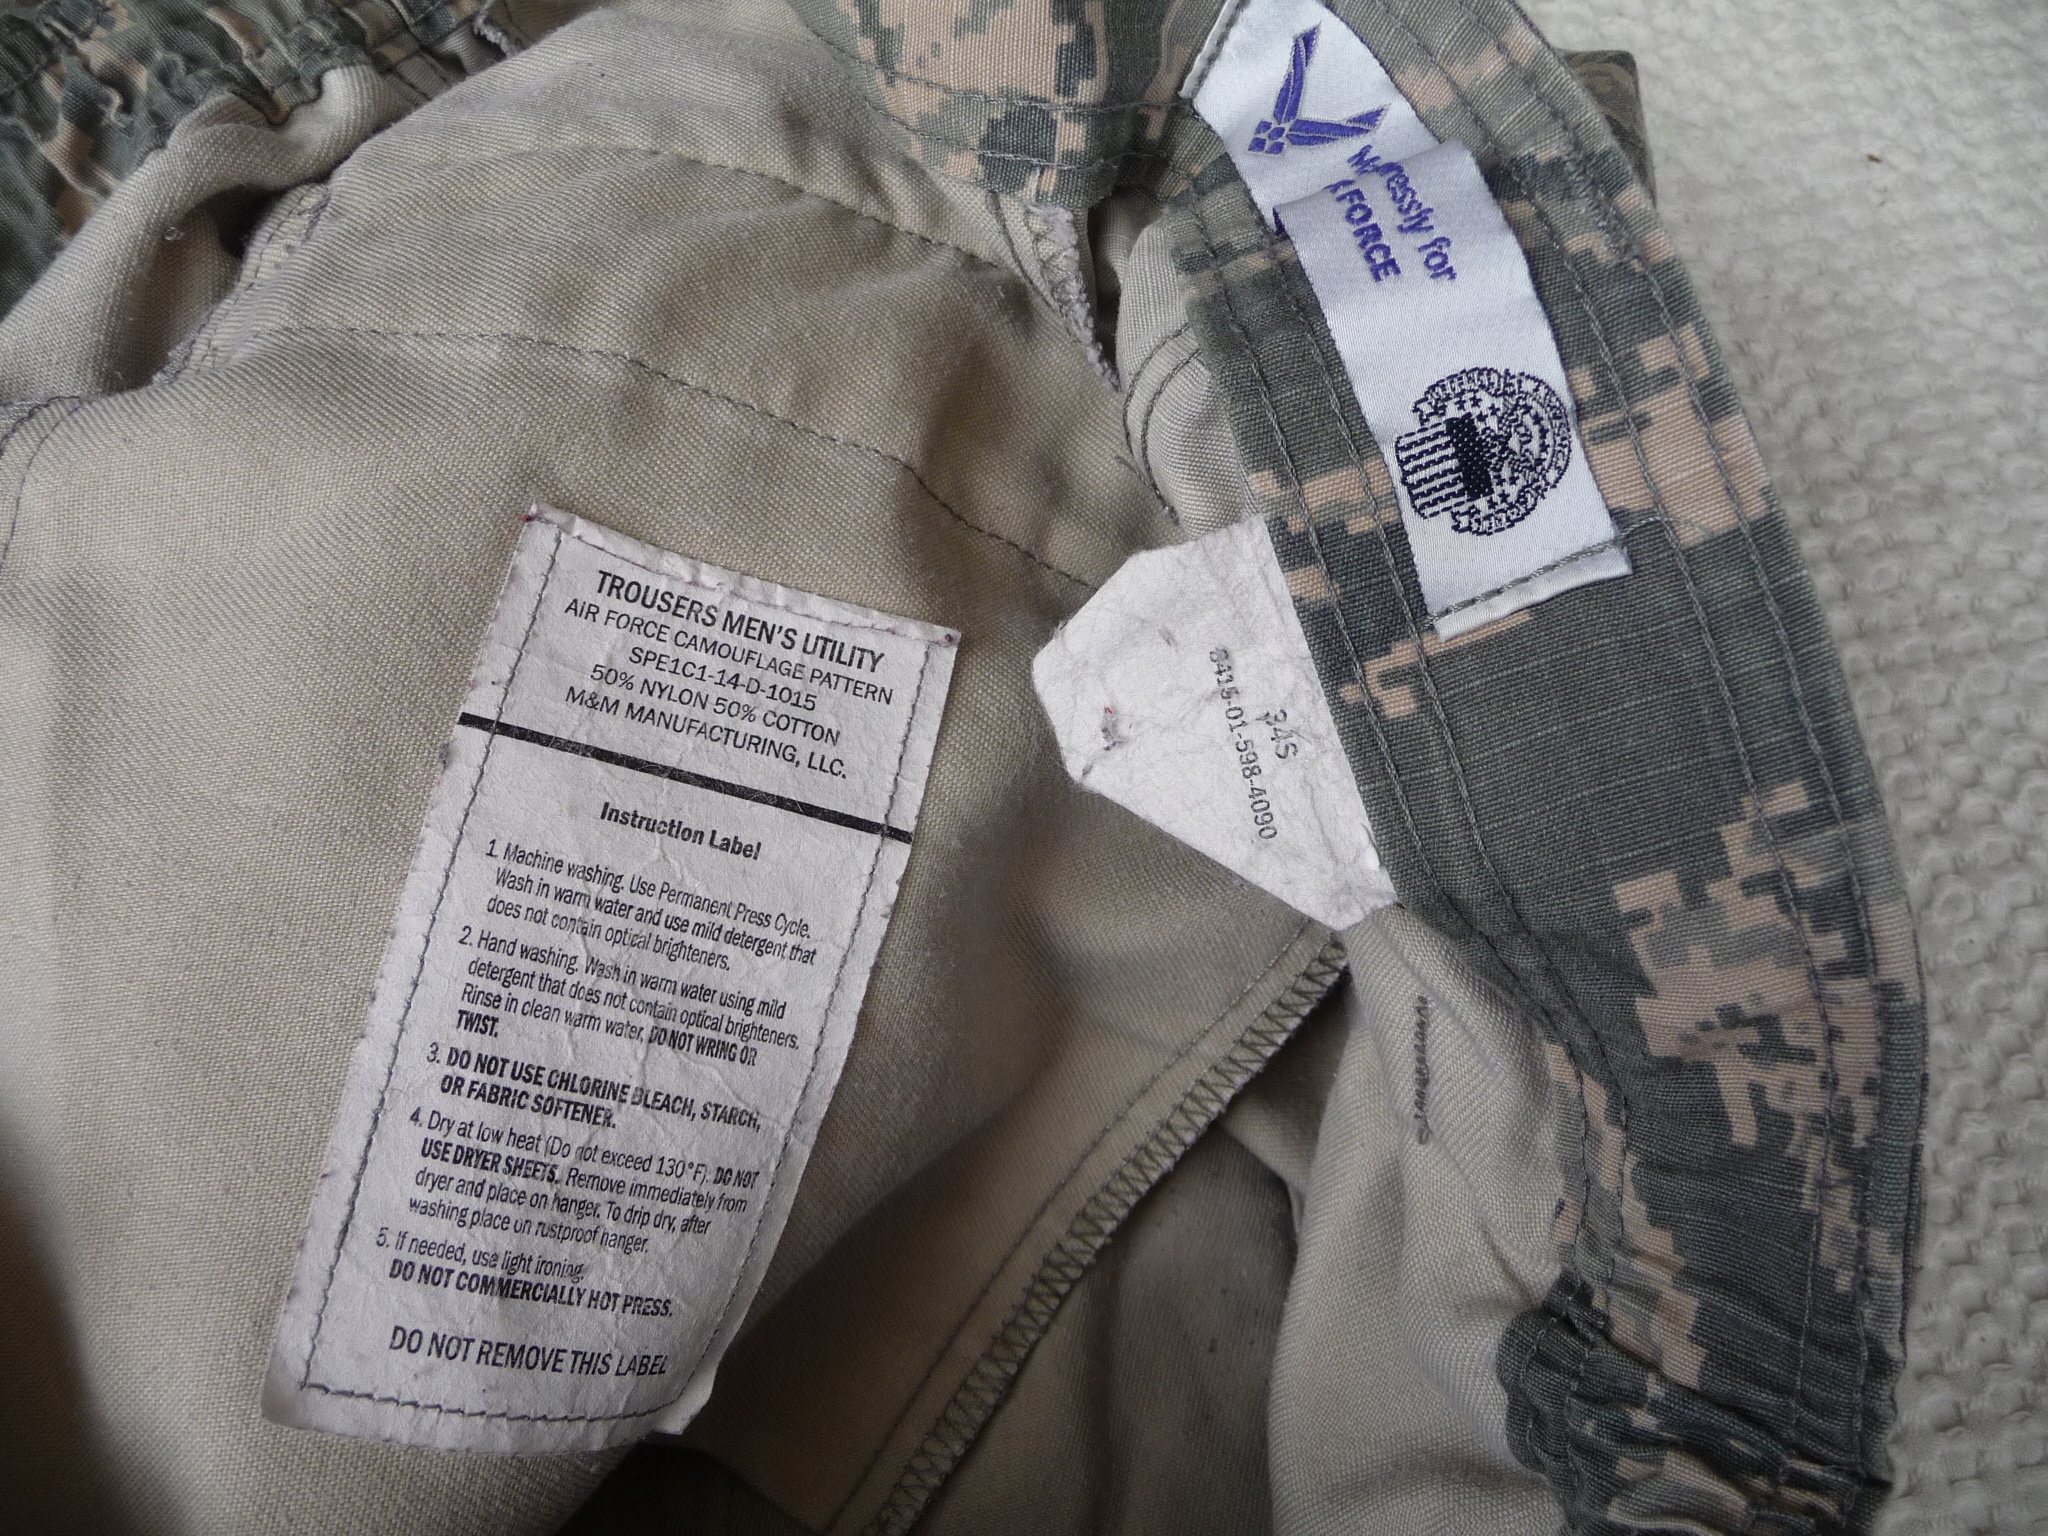 TROUSERS MEN'S UTILITY
AIR FORCE CAMOUFLAGE PATTERN
SPE1C1-14-D-1015
50% NYLON 50% COTTON
M&M MANUFACTURING, LLC.
Instruction Label
1. Machine washing. Use Permanent Press Cycle.
Wash in warm water and use mild detergent that
does not contain optical brighteners.
2. Hand washing. Wash in warm water using mild
detergent that does not contain optical brighteners.
Rinse in clean warm water, DO NOT WRING OR
TWIST.
3. DO NOT USE CHLORINE BLEACH, STARCH,
OR FABRIC SOFTENER.
4. Dry at low heat (Do not exceed 130°F). DO NOT
USE DRYER SHEETS. Remove immediately from
dryer and place on hanger. To drip dry, after
washing place on rustproof hanger.
5. If needed, use light ironing.
DO NOT COMMERCIALLY HOT PRESS.
DO NOT REMOVE THIS LABEL
34S
8415-01-598-4090
ressly for
FORCE